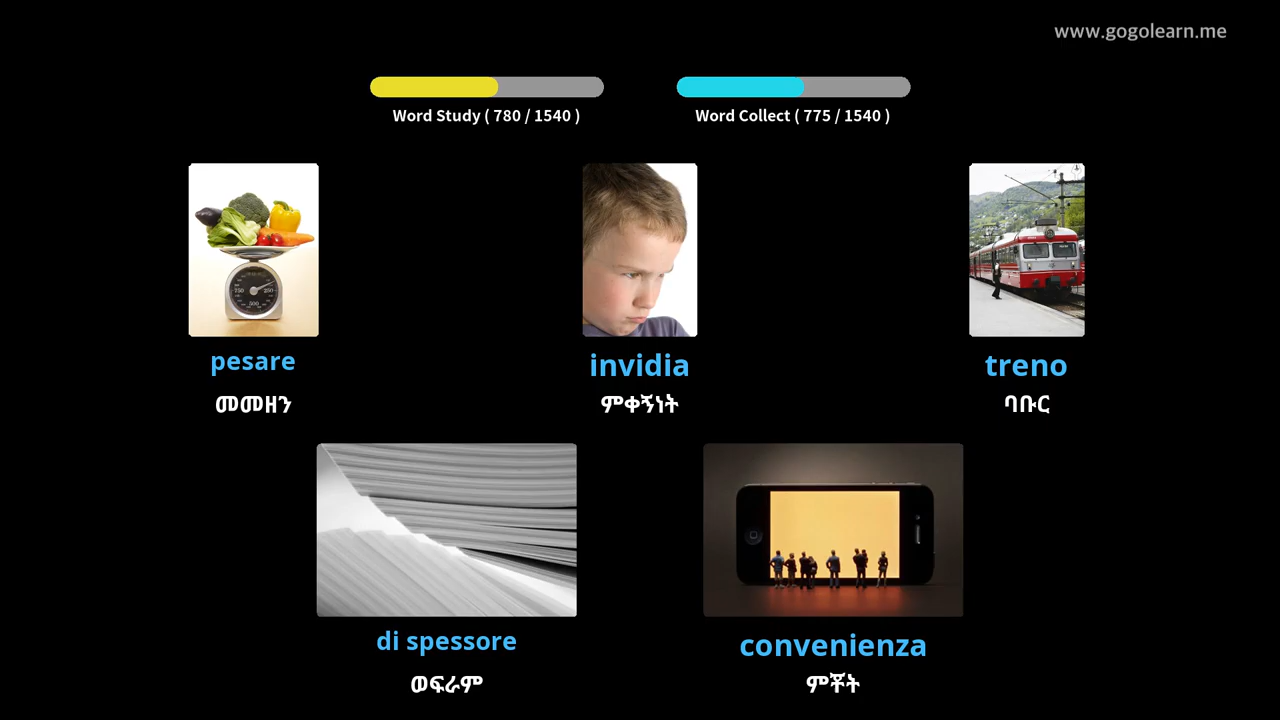 www.gogolearn.me
Word Study ( 780 / 1540 )
Word Collect ( 775 / 1540 )
pesare
invidia
treno
መመዘን
ምቀኝነት
ባቡር
di spessore
convenienza
ወፍራም
ምቾት